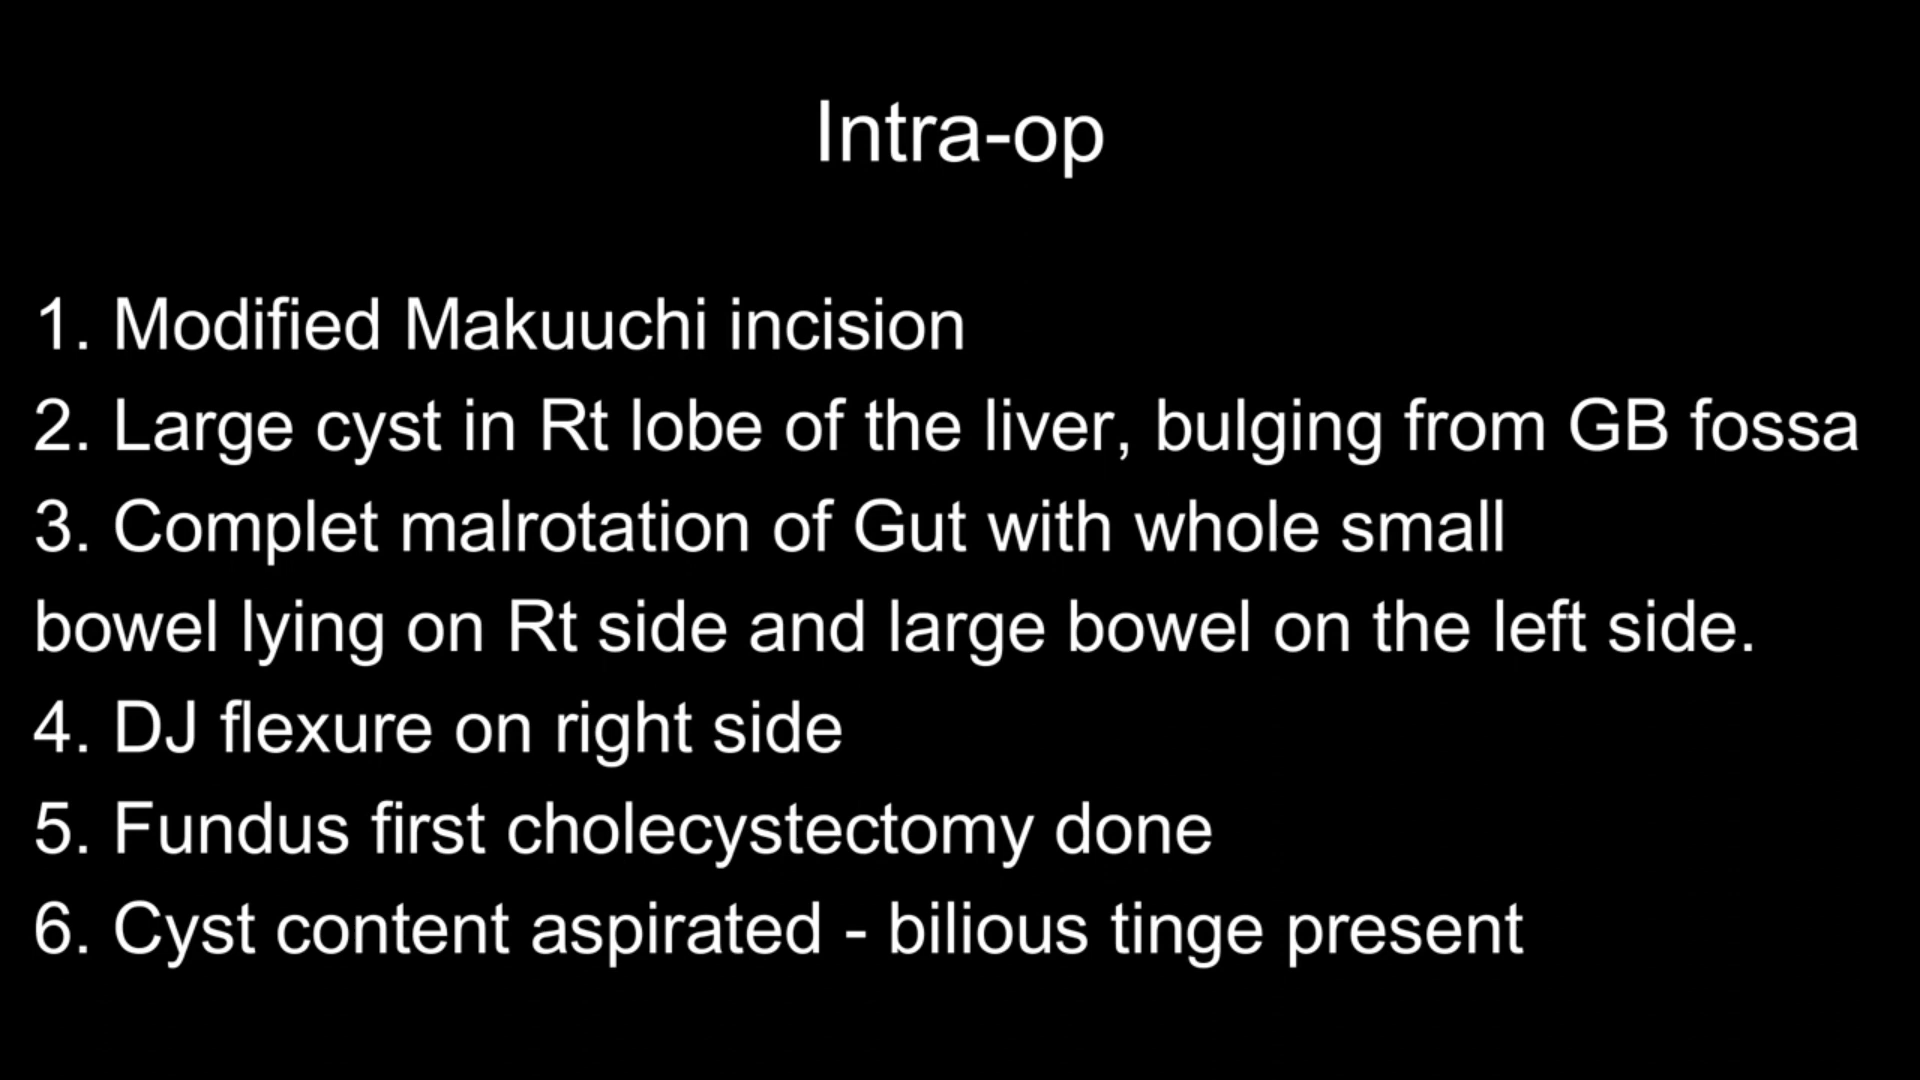 Intra-op
1. Modified Makuuchi incision
2. Large cyst in Rt lobe of the liver, bulging from GB fossa
3. Complet malrotation of Gut with whole small
bowel lying on Rt side and large bowel on the left side.
4. DJ flexure on right side
5. Fundus first cholecystectomy done
6. Cyst content aspirated - bilious tinge present